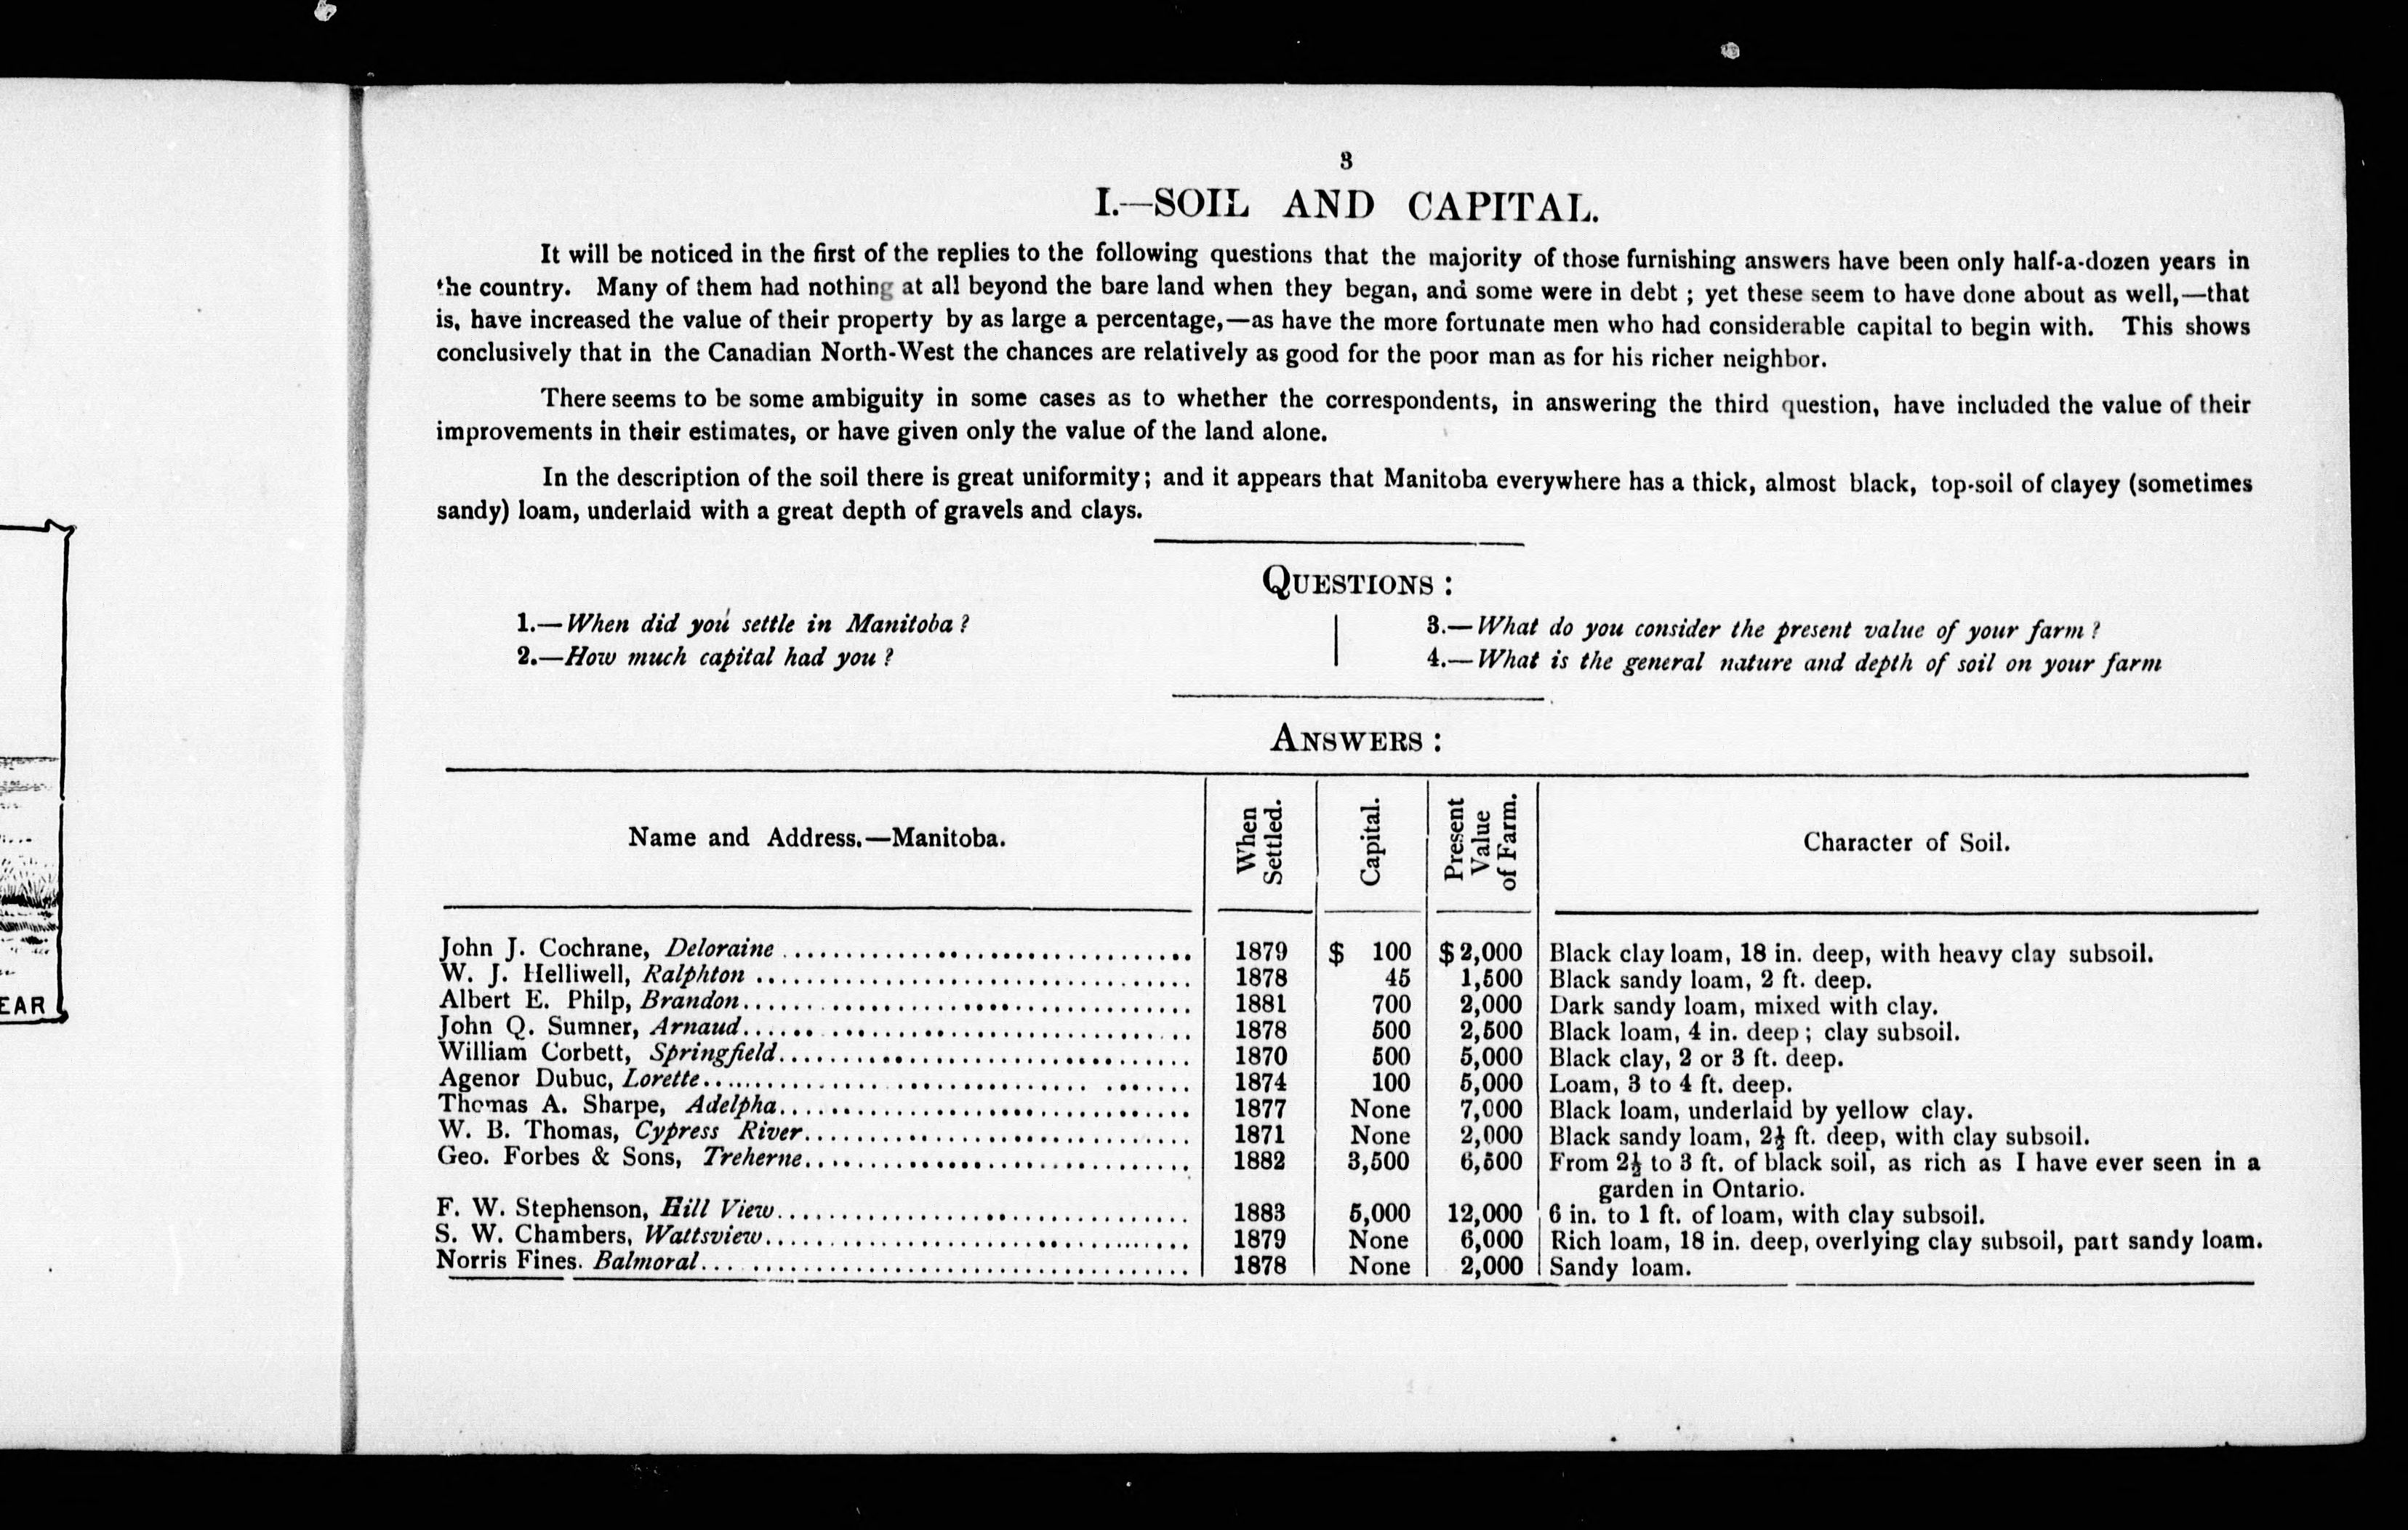 3
I.—SOIL AND CAPITAL.
It will be noticed in the first of the replies to the following questions that the majority of those furnishing answers have been only half-a-dozen years in
the country. Many of them had nothing at all beyond the bare land when they began, and some were in debt ; yet these seem to have done about as well,—that
is, have increased the value of their property by as large a percentage,—as have the more fortunate men who had considerable capital to begin with. This shows
conclusively that in the Canadian North-West the chances are relatively as good for the poor man as for his richer neighbor.
There seems to be some ambiguity in some cases as to whether the correspondents, in answering the third question, have included the value of their
improvements in their estimates, or have given only the value of the land alone.
In the description of the soil there is great uniformity; and it appears that Manitoba everywhere has a thick, almost black, top-soil of clayey (sometimes
sandy) loam, underlaid with a great depth of gravels and clays.
QUESTIONS :
1.—When did you settle in Manitoba ?
2.—How much capital had you ?
3.—What do you consider the present value of your farm ?
4.—What is the general nature and depth of soil on your farm
ANSWERS :
Name and Address.—Manitoba. When Settled. Capital. Present Value of Farm. Character of Soil.
John J. Cochrane, Deloraine 1879 $ 100 $2,000 Black clay loam, 18 in. deep, with heavy clay subsoil.
W. J. Helliwell, Ralphton 1878 45 1,500 Black sandy loam, 2 ft. deep.
Albert E. Philp, Brandon 1881 700 2,000 Dark sandy loam, mixed with clay.
John Q. Sumner, Arnaud 1878 500 2,500 Black loam, 4 in. deep ; clay subsoil.
William Corbett, Springfield 1870 500 5,000 Black clay, 2 or 3 ft. deep.
Agenor Dubuc, Lorette 1874 100 5,000 Loam, 3 to 4 ft. deep.
Thomas A. Sharpe, Adelpha 1877 None 7,000 Black loam, underlaid by yellow clay.
W. B. Thomas, Cypress River 1871 None 2,000 Black sandy loam, 2½ ft. deep, with clay subsoil.
Geo. Forbes & Sons, Treherne 1882 3,500 6,500 From 2½ to 3 ft. of black soil, as rich as I have ever seen in a
garden in Ontario.
F. W. Stephenson, Hill View 1883 5,000 12,000 6 in. to 1 ft. of loam, with clay subsoil.
S. W. Chambers, Wattsview 1879 None 6,000 Rich loam, 18 in. deep, overlying clay subsoil, part sandy loam.
Norris Fines. Balmoral 1878 None 2,000 Sandy loam.
EAR